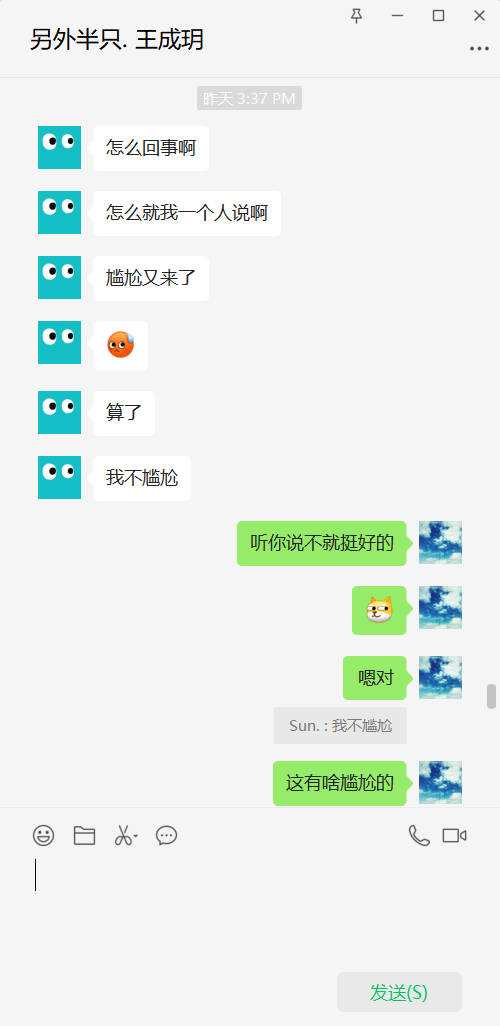 另外半只. 王成玥
昨天 3:37 PM
怎么回事啊
怎么就我一个人说啊
尴尬又来了
算了
我不尴尬
听你说不就挺好的
嗯对
Sun. : 我不尴尬
这有啥尴尬的
发送(S)